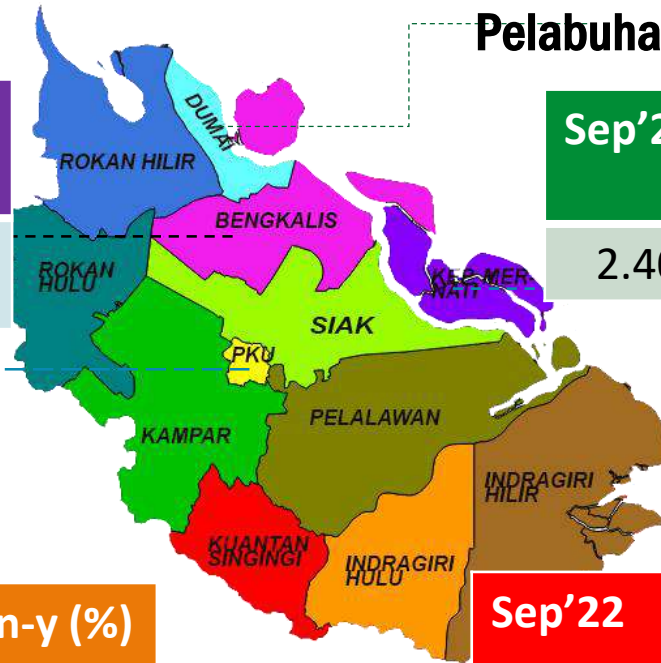 Pelabuha
Sep'2
2.40
DUMAI
ROKAN HILIR
BENGKALIS
ROKAN
HULU
KEP. MER-
NATI
SIAK
PKU
KAMPAR
PELALAWAN
INDRAGIRI
HILIR
KUANTAN
SINGINGI
INDRAGIRI
HULU
n-y (%)
Sep'22